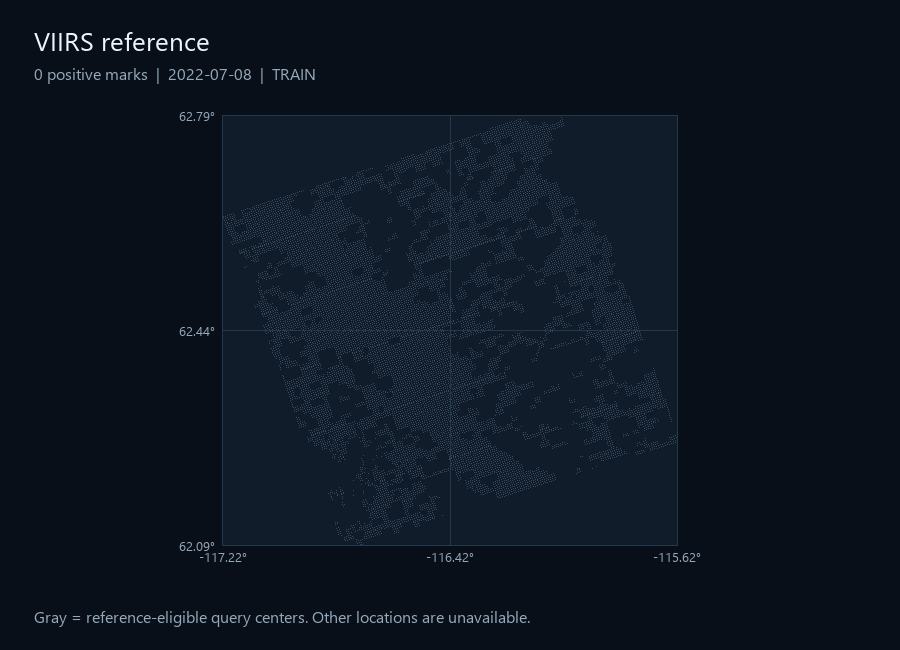 VIIRS reference
0 positive marks | 2022-07-08 | TRAIN
62.79°
62.44°
62.09°
-117.22°
-116.42°
-115.62°
Gray = reference-eligible query centers. Other locations are unavailable.